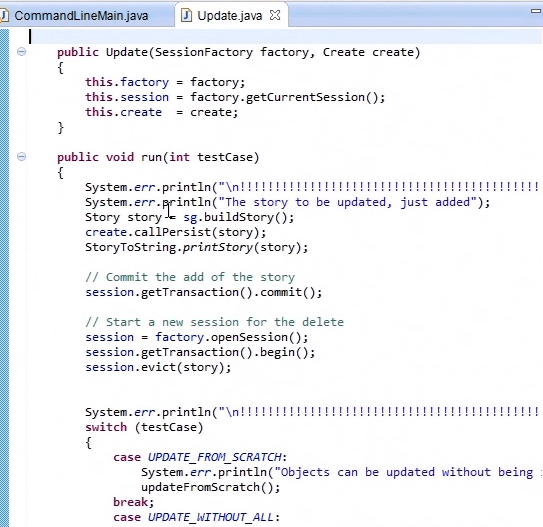 CommandLineMain.java
Update.java
public Update(SessionFactory factory, Create create)
{
this.factory = factory;
this.session = factory.getCurrentSession();
this.create  = create;
}
public void run(int testCase)
{
System.err.println("\n!!!!!!!!!!!!!!!!!!!!!!!!!!!!!!!!!!!!!!!!!!!
System.err.println("The story to be updated, just added");
Story story = sg.buildStory();
create.callPersist(story);
StoryToString.printStory(story);
// Commit the add of the story
session.getTransaction().commit();
// Start a new session for the delete
session = factory.openSession();
session.getTransaction().begin();
session.evict(story);
System.err.println("\n!!!!!!!!!!!!!!!!!!!!!!!!!!!!!!!!!!!!!!!!!!!
switch (testCase)
{
case UPDATE_FROM_SCRATCH:
System.err.println("Objects can be updated without being
updateFromScratch();
break;
case UPDATE_WITHOUT_ALL: